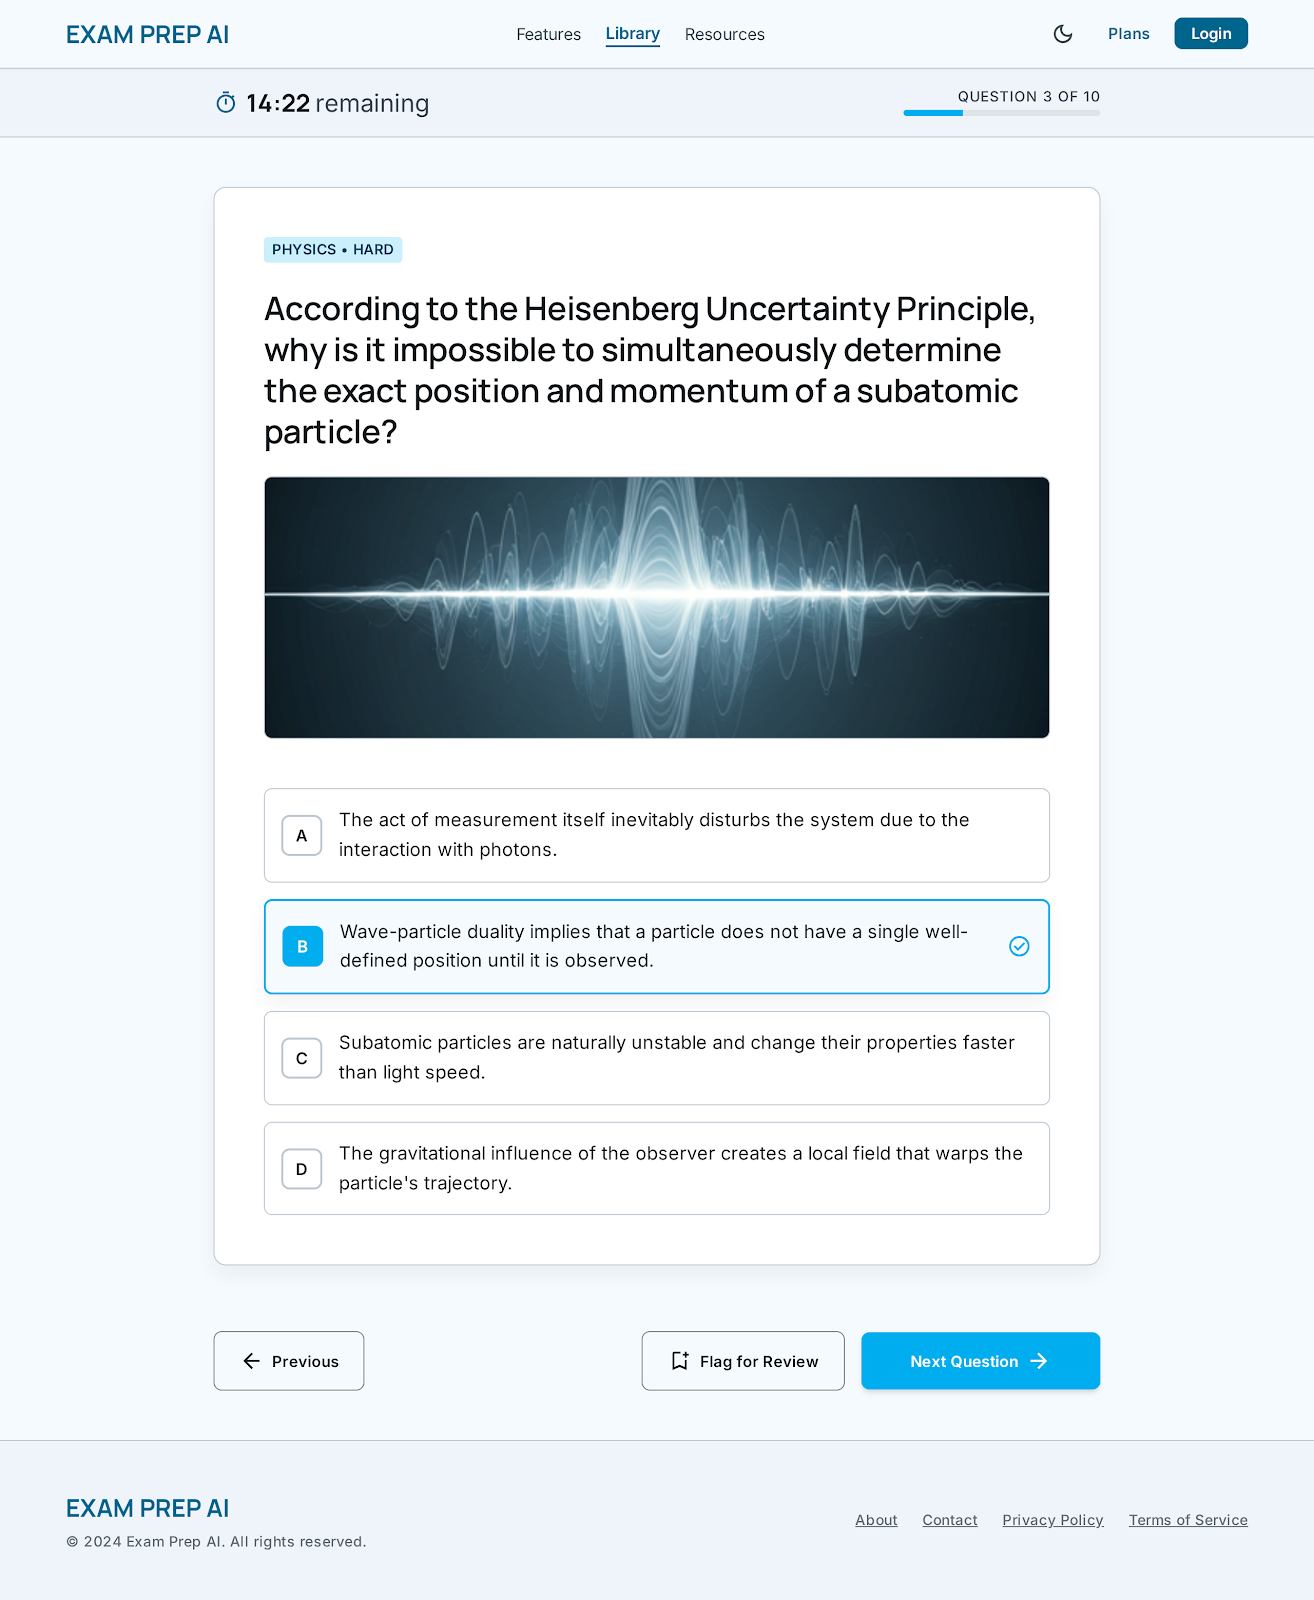 EXAM PREP AI
Features Library Resources
Plans
Login
14:22 remaining
QUESTION 3 OF 10
PHYSICS • HARD
According to the Heisenberg Uncertainty Principle,
why is it impossible to simultaneously determine
the exact position and momentum of a subatomic
particle?
A
The act of measurement itself inevitably disturbs the system due to the
interaction with photons.
B
Wave-particle duality implies that a particle does not have a single well-
defined position until it is observed.
C
Subatomic particles are naturally unstable and change their properties faster
than light speed.
D
The gravitational influence of the observer creates a local field that warps the
particle's trajectory.
Previous
Flag for Review
Next Question
EXAM PREP AI
© 2024 Exam Prep AI. All rights reserved.
About Contact Privacy Policy Terms of Service